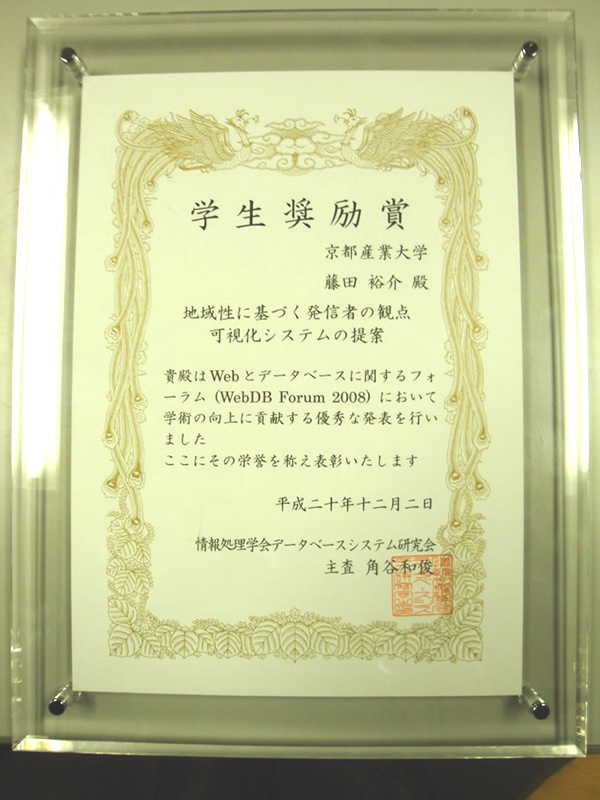 学生奨励賞
京都産業大学
藤田 裕介 殿
地域性に基づく発信者の観点
可視化システムの提案
貴殿はWebとデータベースに関するフォ
ーラム (WebDB Forum 2008) において
学術の向上に貢献する優秀な発表を行い
ました
ここにその栄誉を称え表彰いたします
平成二十年十二月二日
情報処理学会データベースシステム研究会
主査 角谷和俊